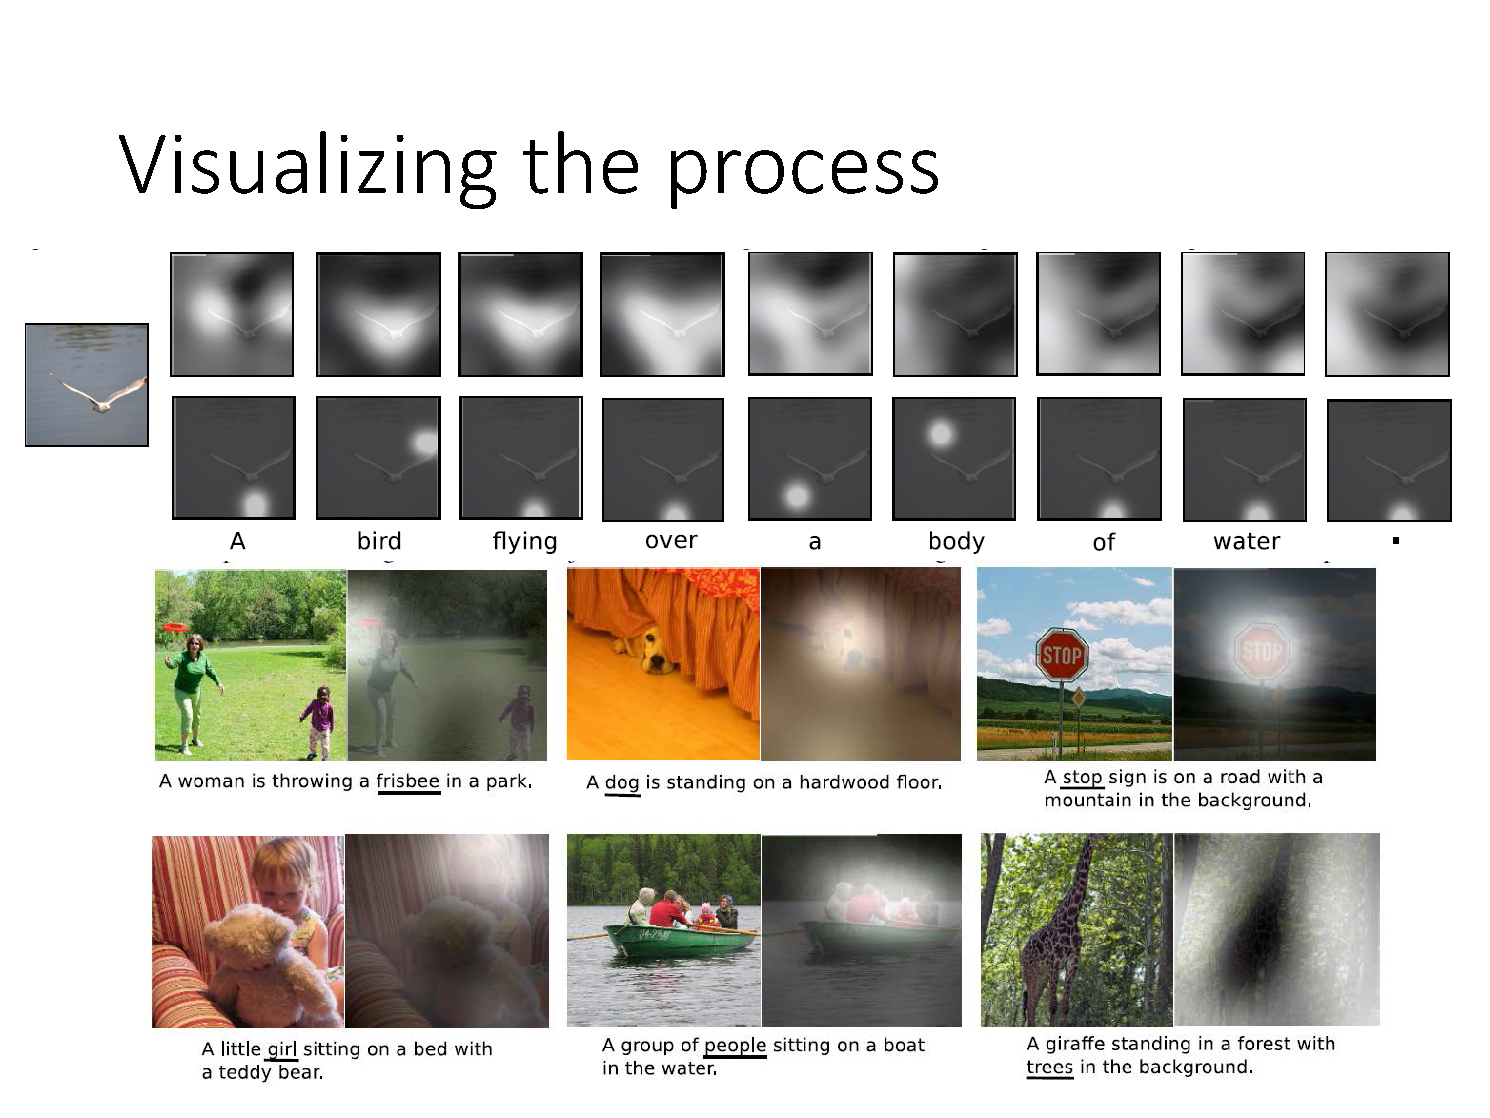 Visualizing the process
A bird flying over a body of water .
STOP STOP
A woman is throwing a frisbee in a park.
A dog is standing on a hardwood floor.
A stop sign is on a road with a
mountain in the background.
A little girl sitting on a bed with
a teddy bear.
A group of people sitting on a boat
in the water.
A giraffe standing in a forest with
trees in the background.